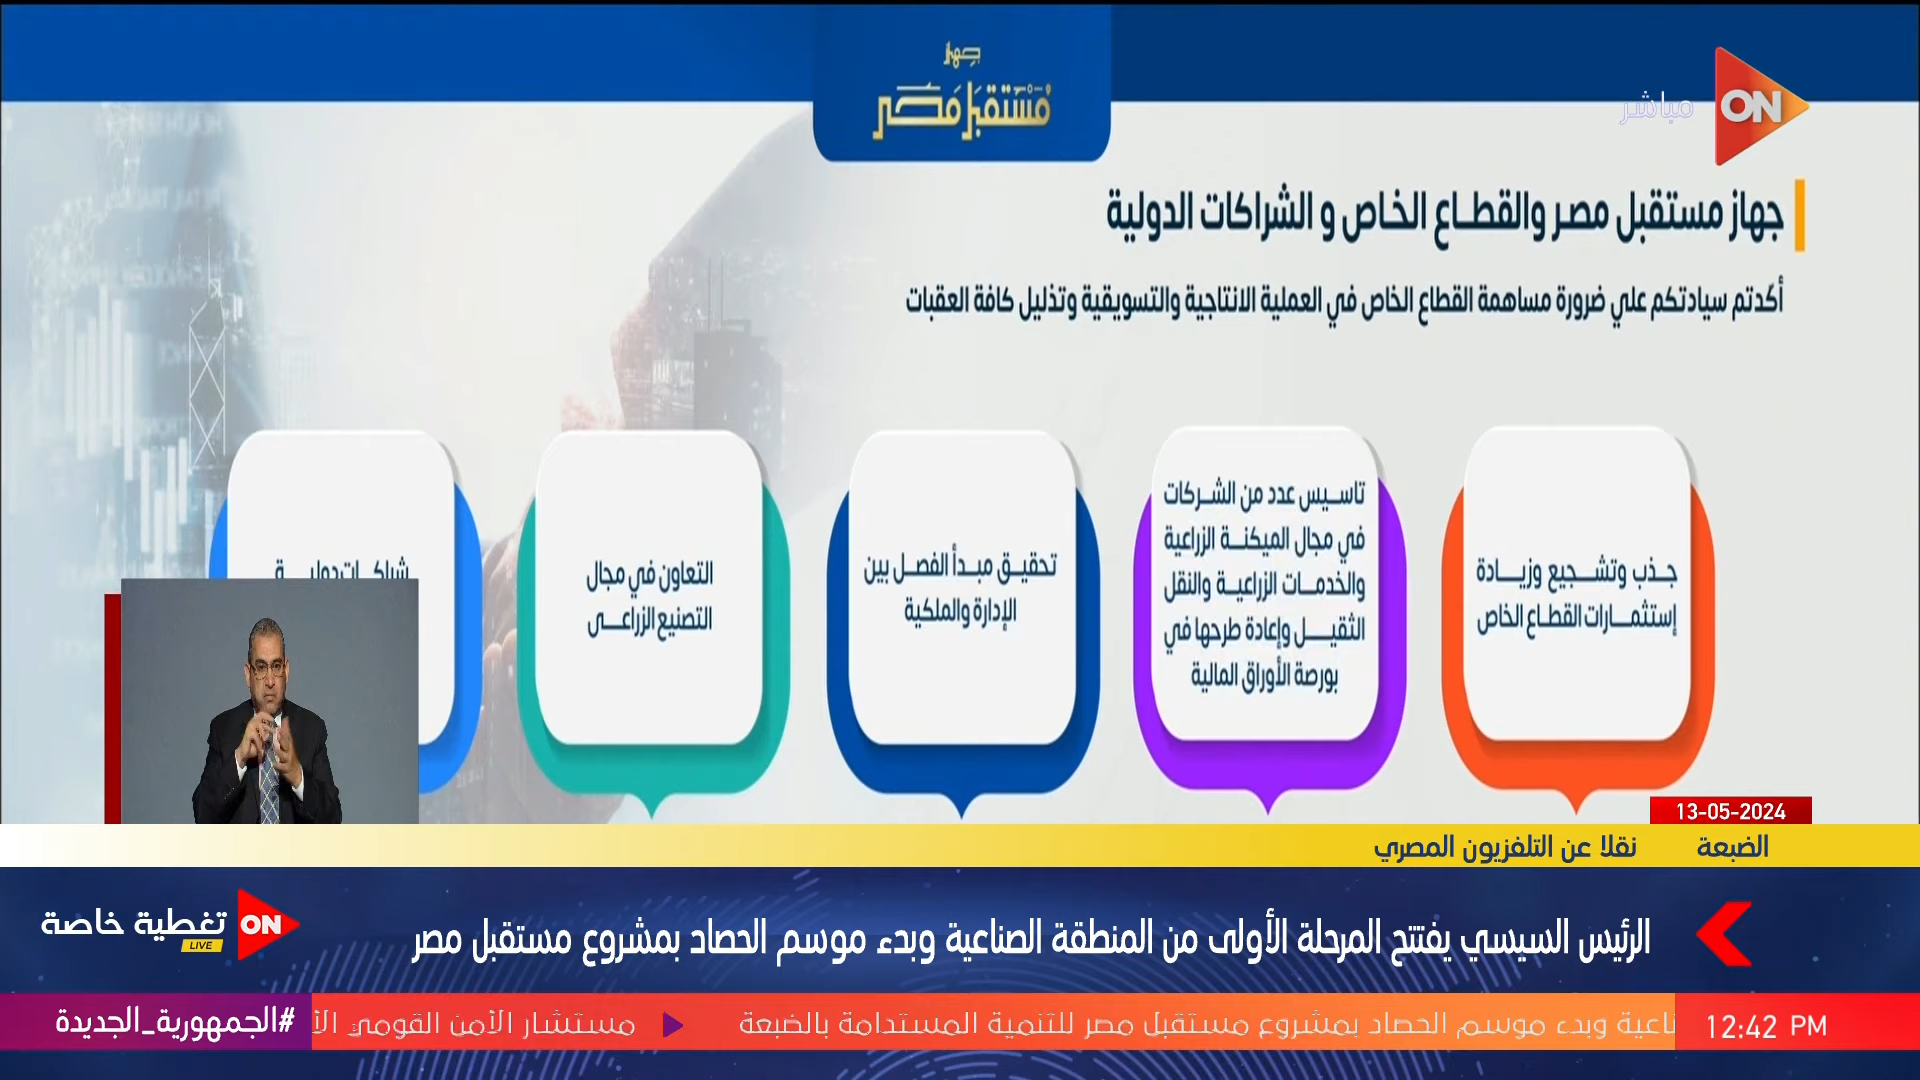 جهاز
مستقبل مصر
مباشر
ON
جهاز مستقبل مصر والقطاع الخاص و الشراكات الدولية
أكدتم سيادتكم علي ضرورة مساهمة القطاع الخاص في العملية الانتاجية والتسويقية وتذليل كافة العقبات
جذب وتشجيع وزيادة
إستثمارات القطاع الخاص
تاسيس عدد من الشركات
في مجال الميكنة الزراعية
والخدمات الزراعية والنقل
الثقيل وإعادة طرحها في
بورصة الأوراق المالية
تحقيق مبدأ الفصل بين
الإدارة والملكية
التعاون في مجال
التصنيع الزراعى
شراكات دولية
13-05-2024
الضبعة
نقلا عن التلفزيون المصري
الرئيس السيسي يفتتح المرحلة الأولى من المنطقة الصناعية وبدء موسم الحصاد بمشروع مستقبل مصر
تغطية خاصة
LIVE
ON
12:42 PM
ناعية وبدء موسم الحصاد بمشروع مستقبل مصر للتنمية المستدامة بالضبعة
مستشار الأمن القومي
#الجمهورية_الجديدة